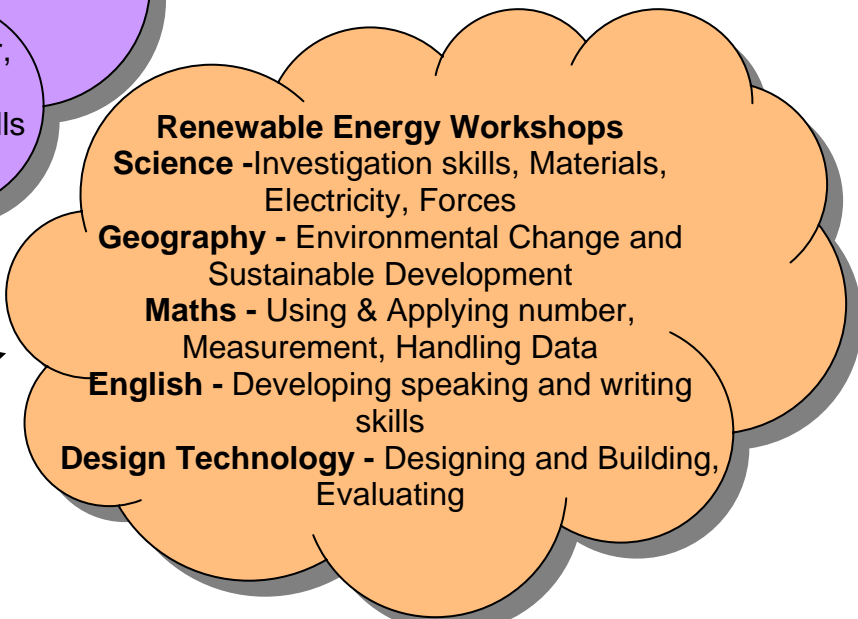 ,
lls
Renewable Energy Workshops
Science -Investigation skills, Materials,
Electricity, Forces
Geography - Environmental Change and
Sustainable Development
Maths - Using & Applying number,
Measurement, Handling Data
English - Developing speaking and writing
skills
Design Technology - Designing and Building,
Evaluating